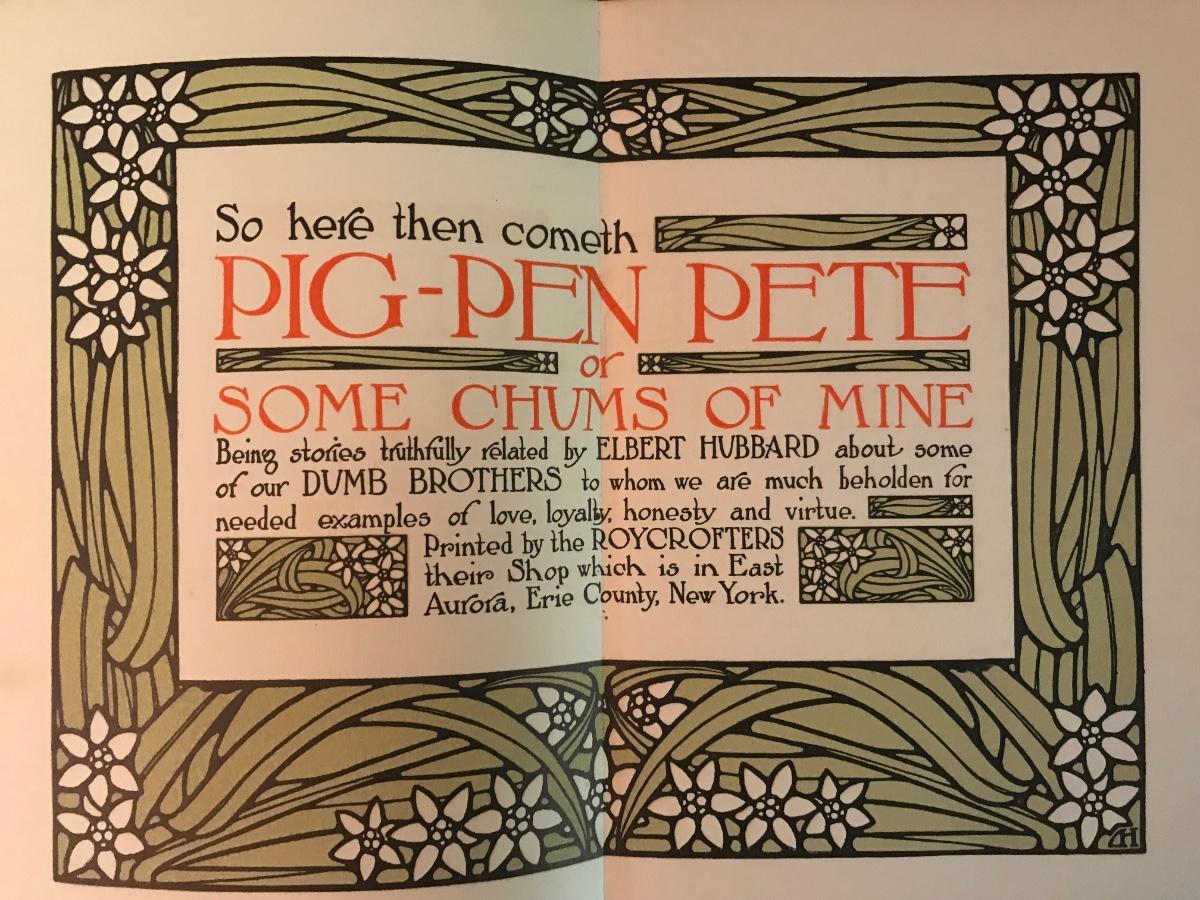 So here then cometh
PIG-PEN PETE
or
SOME CHUMS OF MINE
Being stories truthfully related by ELBERT HUBBARD about some
of our DUMB BROTHERS to whom we are much beholden for
needed examples of love, loyalty, honesty and virtue.
Printed by the ROYCROFTERS
their Shop which is in East
Aurora, Erie County, New York.